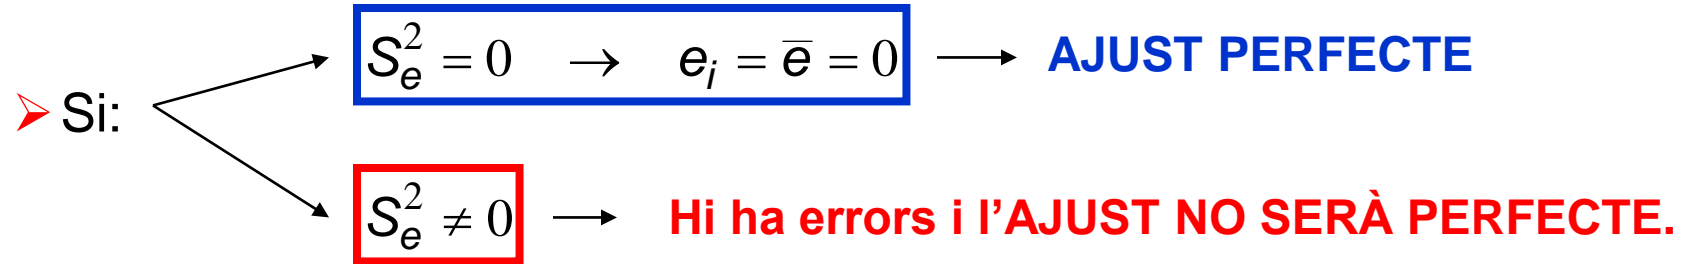 Si:
S_e^2 = 0 → e_i = e̅ = 0 → AJUST PERFECTE
S_e^2 ≠ 0 → Hi ha errors i l’AJUST NO SERÀ PERFECTE.